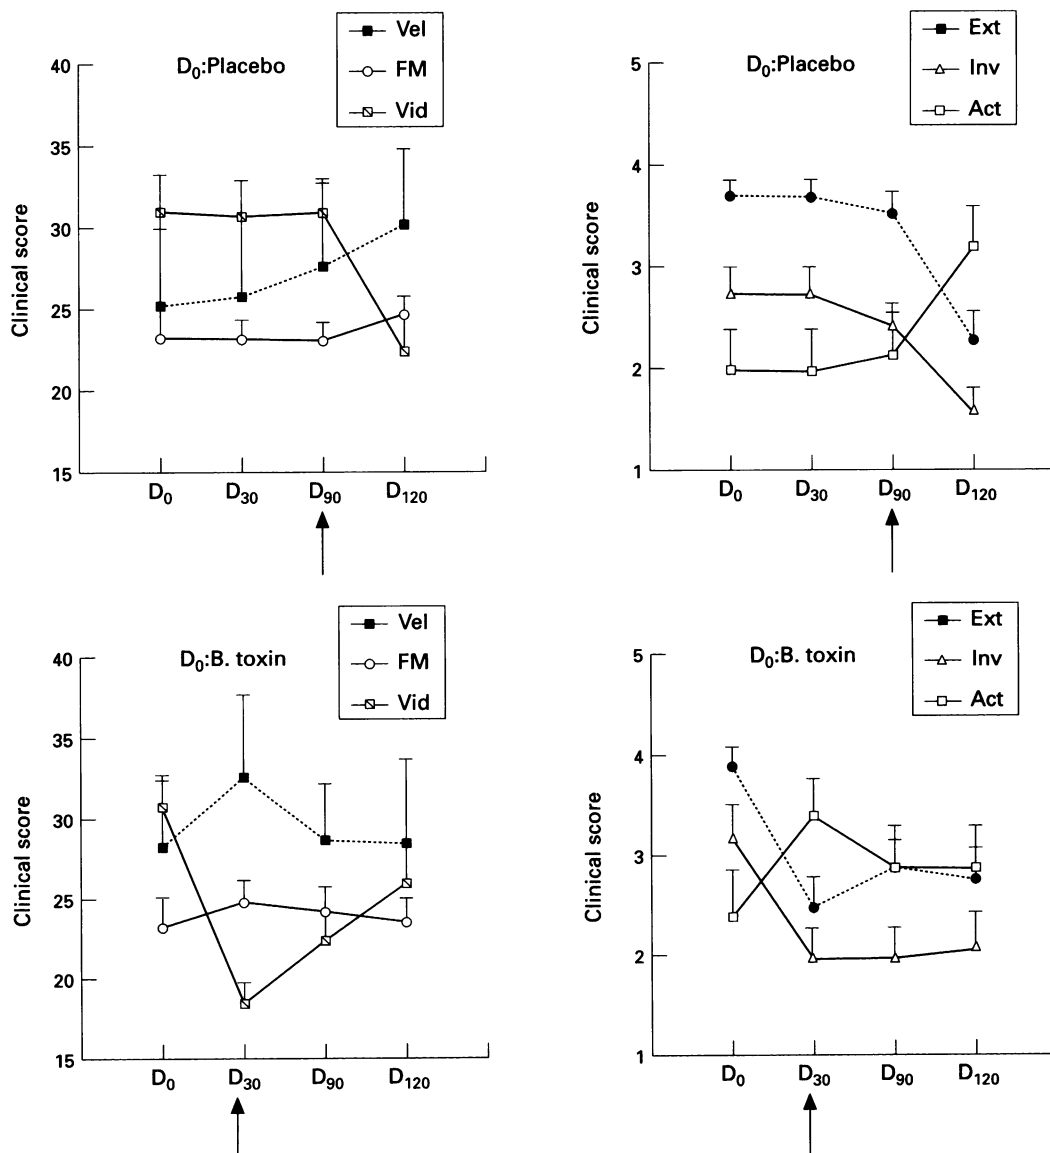 Vel
FM
Vid
D0:Placebo
Clinical score
40
35
30
25
20
15
D0 D30 D90 D120
Ext
Inv
Act
D0:Placebo
Clinical score
5
4
3
2
1
D0 D30 D90 D120
Vel
FM
Vid
D0:B. toxin
Clinical score
40
35
30
25
20
15
D0 D30 D90 D120
Ext
Inv
Act
D0:B. toxin
Clinical score
5
4
3
2
1
D0 D30 D90 D120